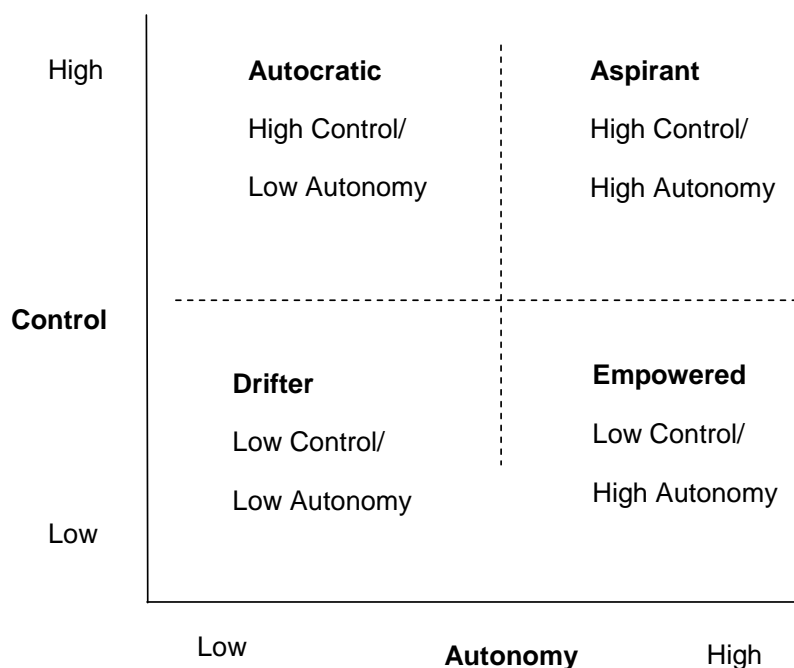 High
Autocratic
High Control/
Low Autonomy
Aspirant
High Control/
High Autonomy
Control
Drifter
Low Control/
Low Autonomy
Empowered
Low Control/
High Autonomy
Low
Low
Autonomy
High